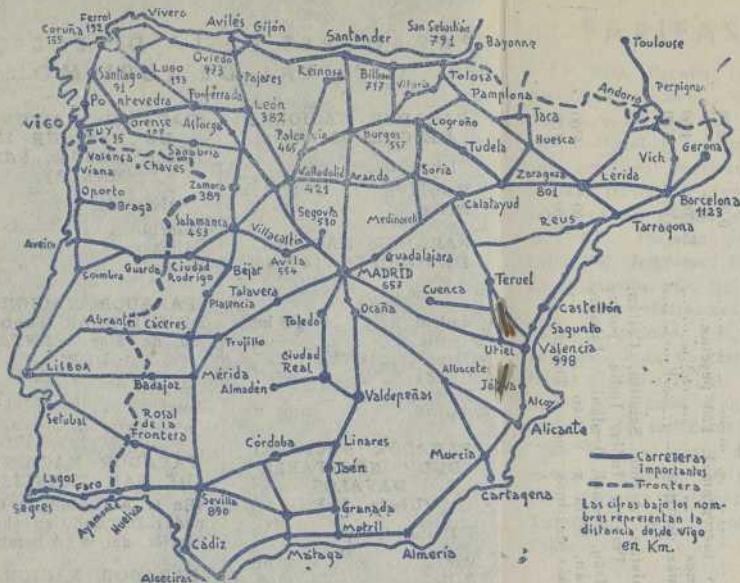 Ferrol
192
Vivero
Avilés
Gijón
Santander
San Sebastián
791
Bayonne
Toulouse
Coruña
155
Lugo
193
Oviedo
473
Pajares
Reinosa
Bilbao
717
Vitoria
Tolosa
Pamplona
Andorra
Perpignan
Santiago
91
Pontevedra
Ponferrada
León
382
Jaca
Vigo
Orense
Astorga
Palencia
465
Burgos
557
Logroño
Huesca
Vich
Gerona
TUY
35
Sanabria
Tudela
Valença
Chaves
Viana
Zamora
389
Valladolid
421
Aranda
Soria
Zaragoza
801
Lérida
Barcelona
1123
Oporto
Braga
Salamanca
453
Villacastín
Segovia
530
Medinaceli
Calatayud
Reus
Tarragona
Aveiro
Avila
554
Guadalajara
Coimbra
Guarda
Ciudad
Rodrigo
Béjar
MADRID
657
Teruel
Plasencia
Talavera
Cuenca
Castellón
Abrantes
Cáceres
Trujillo
Toledo
Ocaña
Sagunto
Utiel
Valencia
998
LISBOA
Badajoz
Mérida
Ciudad
Real
Almadén
Albacete
Játiva
Valdepeñas
Alcoy
Alicante
Setubal
Rosal
de la
Frontera
Córdoba
Linares
Jaén
Murcia
Cartagena
Lagos
Faro
Segres
Ayamonte
Huelva
Sevilla
890
Granada
Motril
Cádiz
Málaga
Almería
Algeciras
Carreteras
importantes
Frontera
Las cifras bajo los nom-
bres representan la
distancia desde Vigo
en Km.